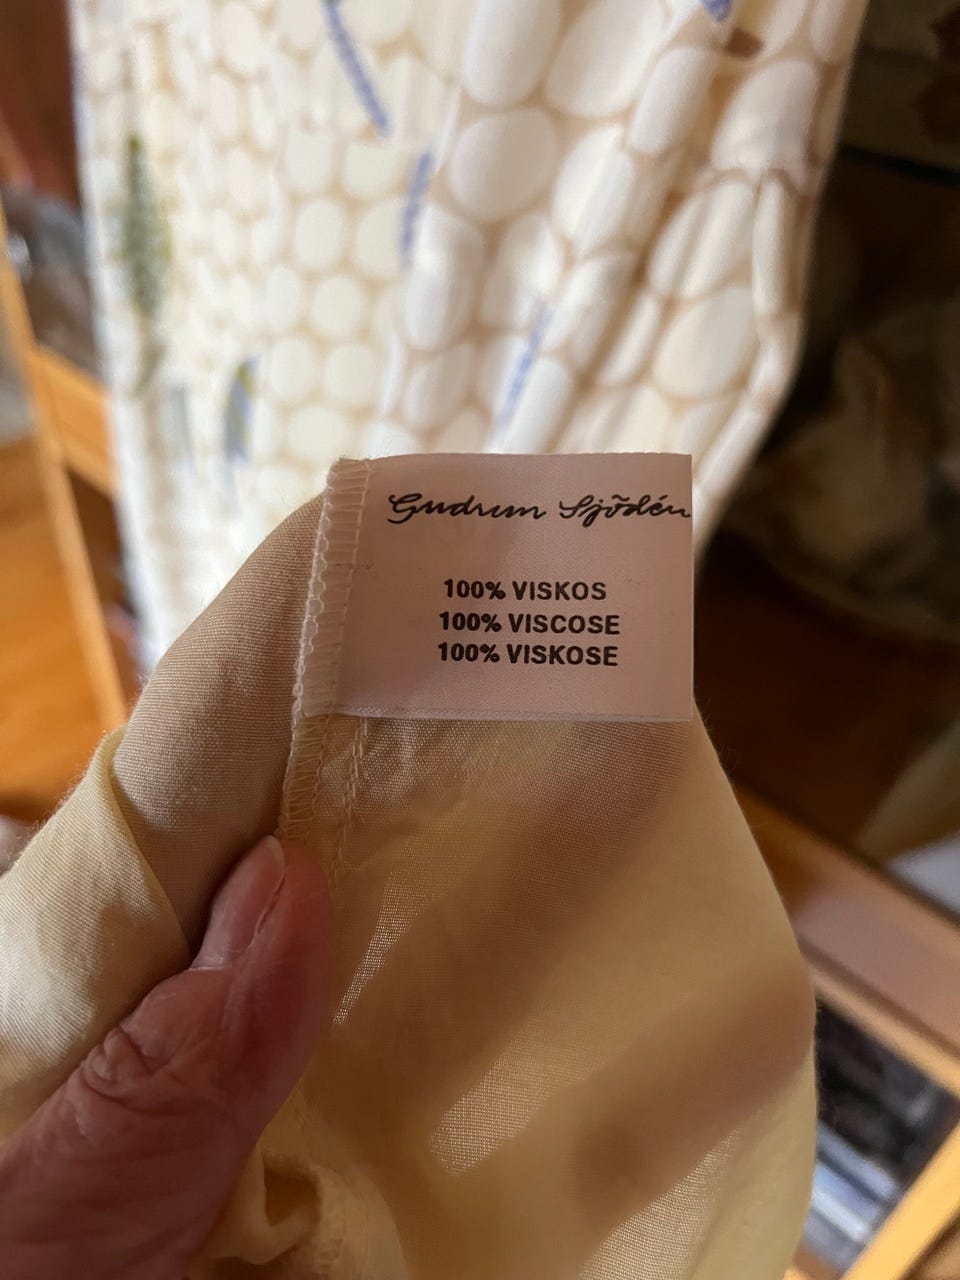 Gudrun Sjödén
100% VISKOS
100% VISCOSE
100% VISKOSE